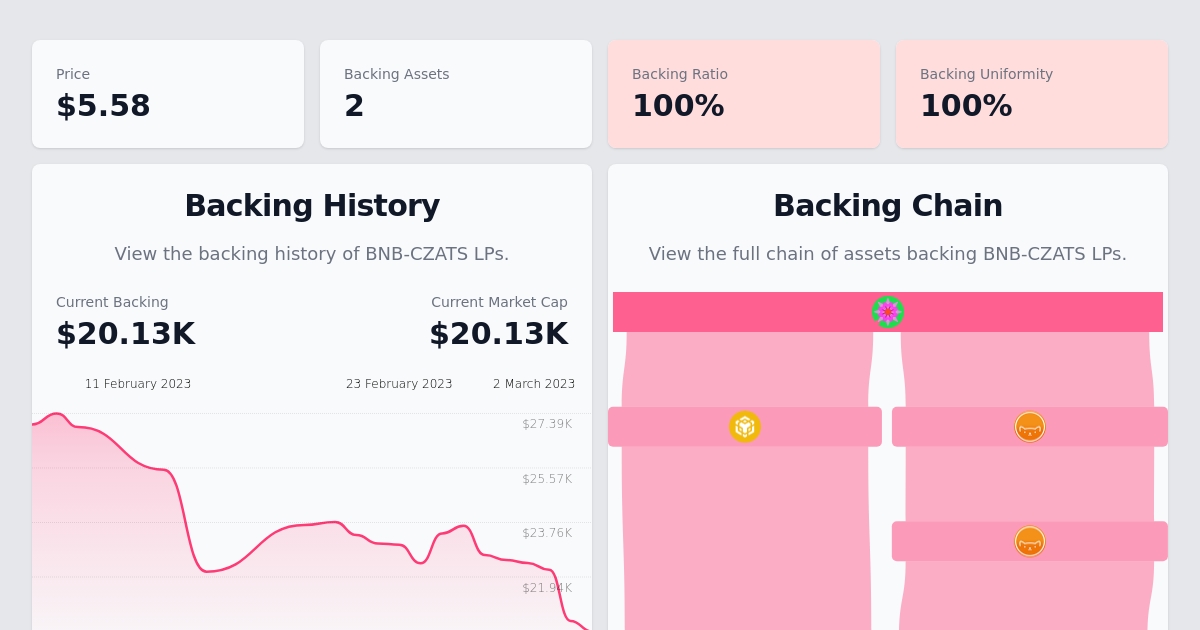 Price
$5.58
Backing Assets
2
Backing Ratio
100%
Backing Uniformity
100%
Backing History
View the backing history of BNB-CZATS LPs.
Current Backing
$20.13K
Current Market Cap
$20.13K
11 February 2023
23 February 2023
2 March 2023
$27.39K
$25.57K
$23.76K
$21.94K
Backing Chain
View the full chain of assets backing BNB-CZATS LPs.